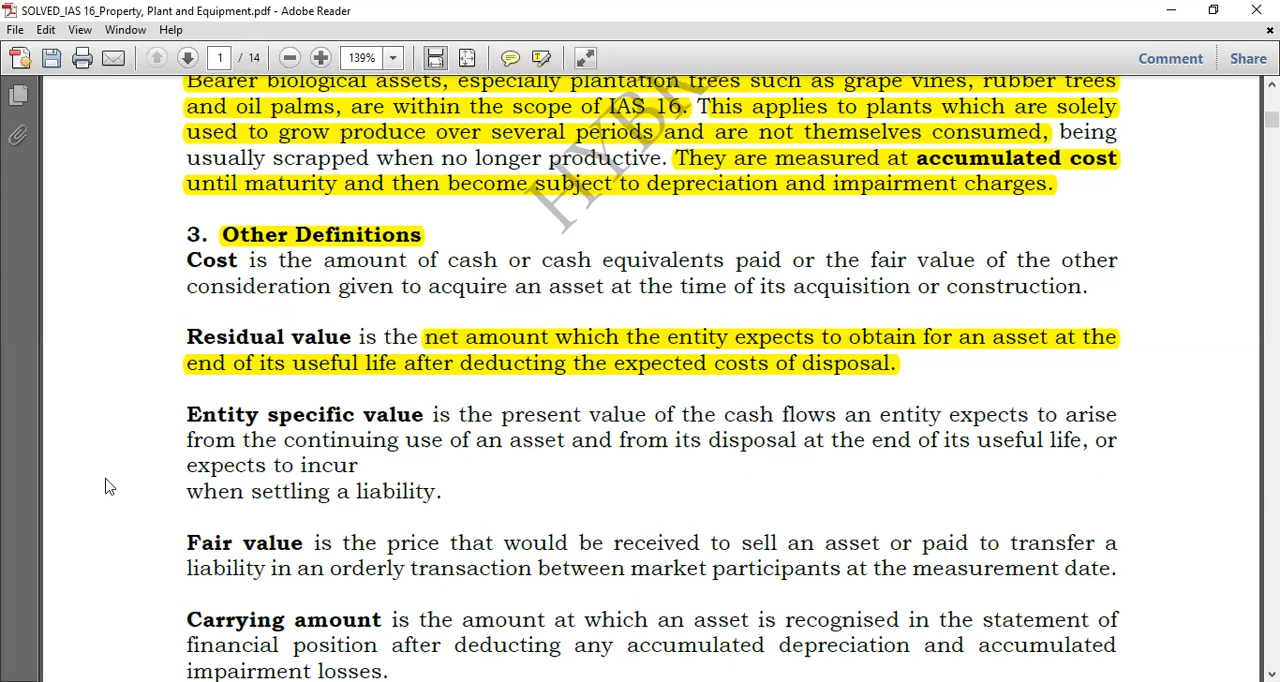 SOLVED_IAS 16_Property, Plant and Equipment.pdf - Adobe Reader
File Edit View Window Help
1 / 14 139% Comment Share
Bearer biological assets, especially plantation trees such as grape vines, rubber trees
and oil palms, are within the scope of IAS 16. This applies to plants which are solely
used to grow produce over several periods and are not themselves consumed, being
usually scrapped when no longer productive. They are measured at accumulated cost
until maturity and then become subject to depreciation and impairment charges.
HYBR
3. Other Definitions
Cost is the amount of cash or cash equivalents paid or the fair value of the other
consideration given to acquire an asset at the time of its acquisition or construction.
Residual value is the net amount which the entity expects to obtain for an asset at the
end of its useful life after deducting the expected costs of disposal.
Entity specific value is the present value of the cash flows an entity expects to arise
from the continuing use of an asset and from its disposal at the end of its useful life, or
expects to incur
when settling a liability.
Fair value is the price that would be received to sell an asset or paid to transfer a
liability in an orderly transaction between market participants at the measurement date.
Carrying amount is the amount at which an asset is recognised in the statement of
financial position after deducting any accumulated depreciation and accumulated
impairment losses.